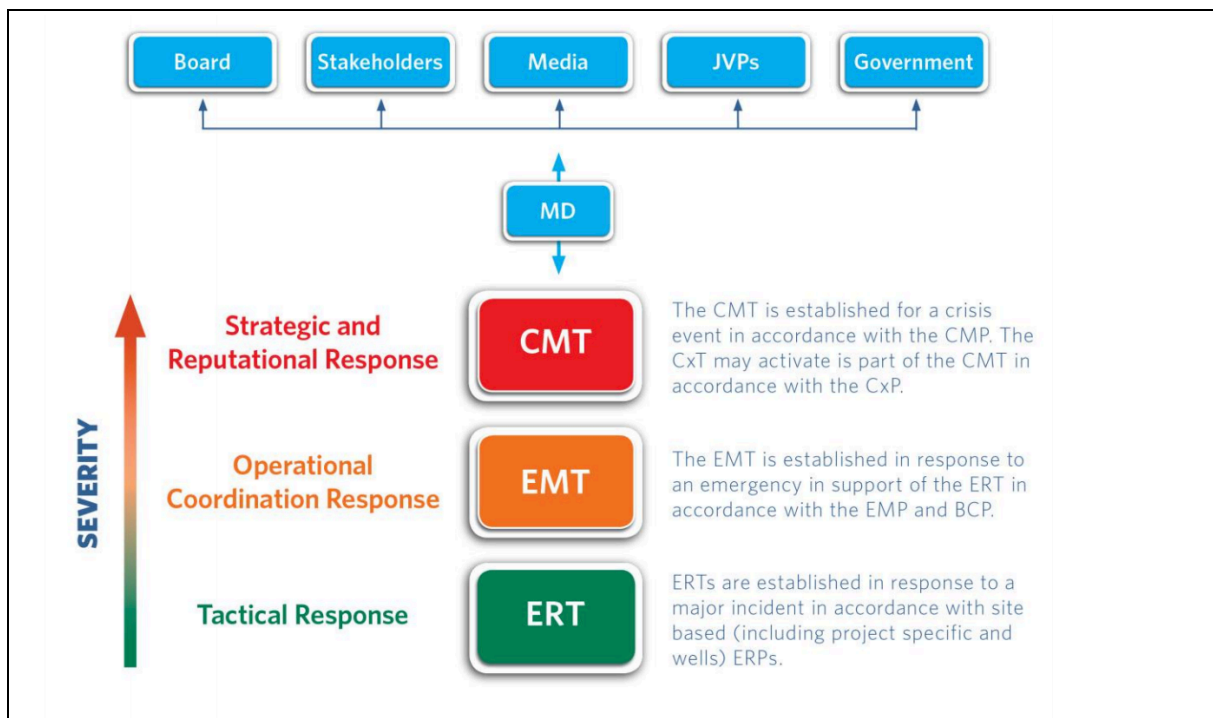 Board
Stakeholders
Media
JVPs
Government
MD
SEVERITY
Strategic and
Reputational Response
CMT
The CMT is established for a crisis
event in accordance with the CMP. The
CxT may activate is part of the CMT in
accordance with the CxP.
Operational
Coordination Response
EMT
The EMT is established in response to
an emergency in support of the ERT in
accordance with the EMP and BCP.
Tactical Response
ERT
ERTs are established in response to a
major incident in accordance with site
based (including project specific and
wells) ERPs.